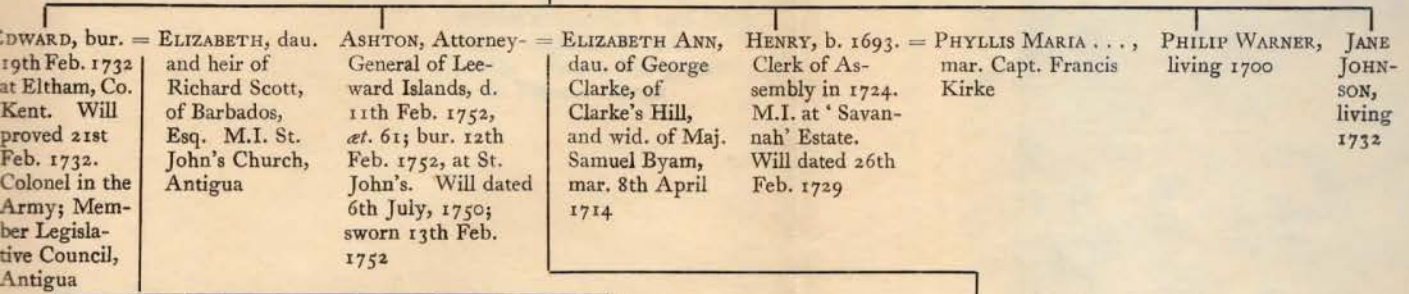 EDWARD, bur. =
19th Feb. 1732
at Eltham, Co.
Kent. Will
proved 21st
Feb. 1732.
Colonel in the
Army; Mem-
ber Legisla-
tive Council,
Antigua
ELIZABETH, dau.
and heir of
Richard Scott,
of Barbados,
Esq. M.I. St.
John's Church,
Antigua
ASHTON, Attorney- =
General of Lee-
ward Islands, d.
11th Feb. 1752,
æt. 61; bur. 12th
Feb. 1752, at St.
John's. Will dated
6th July, 1750;
sworn 13th Feb.
1752
ELIZABETH ANN,
dau. of George
Clarke, of
Clarke's Hill,
and wid. of Maj.
Samuel Byam,
mar. 8th April
1714
HENRY, b. 1693. =
Clerk of As-
sembly in 1724.
M.I. at ' Savan-
nah' Estate.
Will dated 26th
Feb. 1729
PHYLLIS MARIA . . . ,
mar. Capt. Francis
Kirke
PHILIP WARNER,
living 1700
JANE
JOHN-
SON,
living
1732